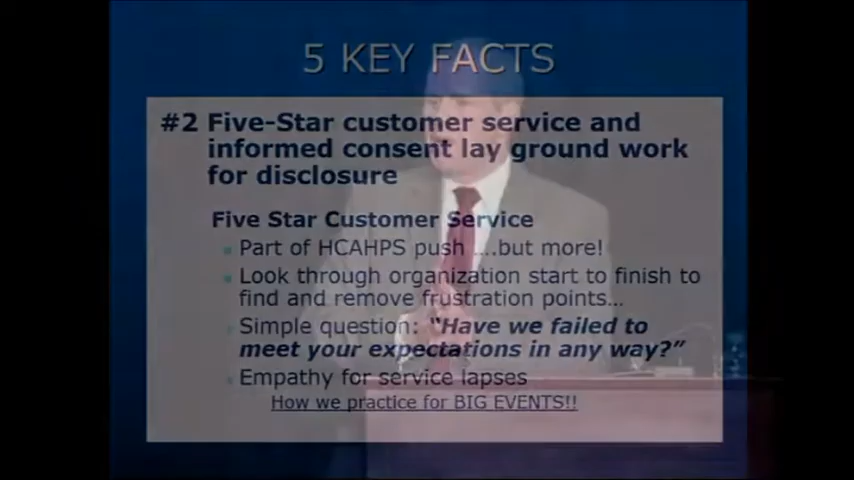 5 KEY FACTS
#2 Five-Star customer service and
informed consent lay ground work
for disclosure
Five Star Customer Service
Part of HCAHPS push ....but more!
Look through organization start to finish to
find and remove frustration points...
Simple question: “Have we failed to
meet your expectations in any way?”
Empathy for service lapses
How we practice for BIG EVENTS!!